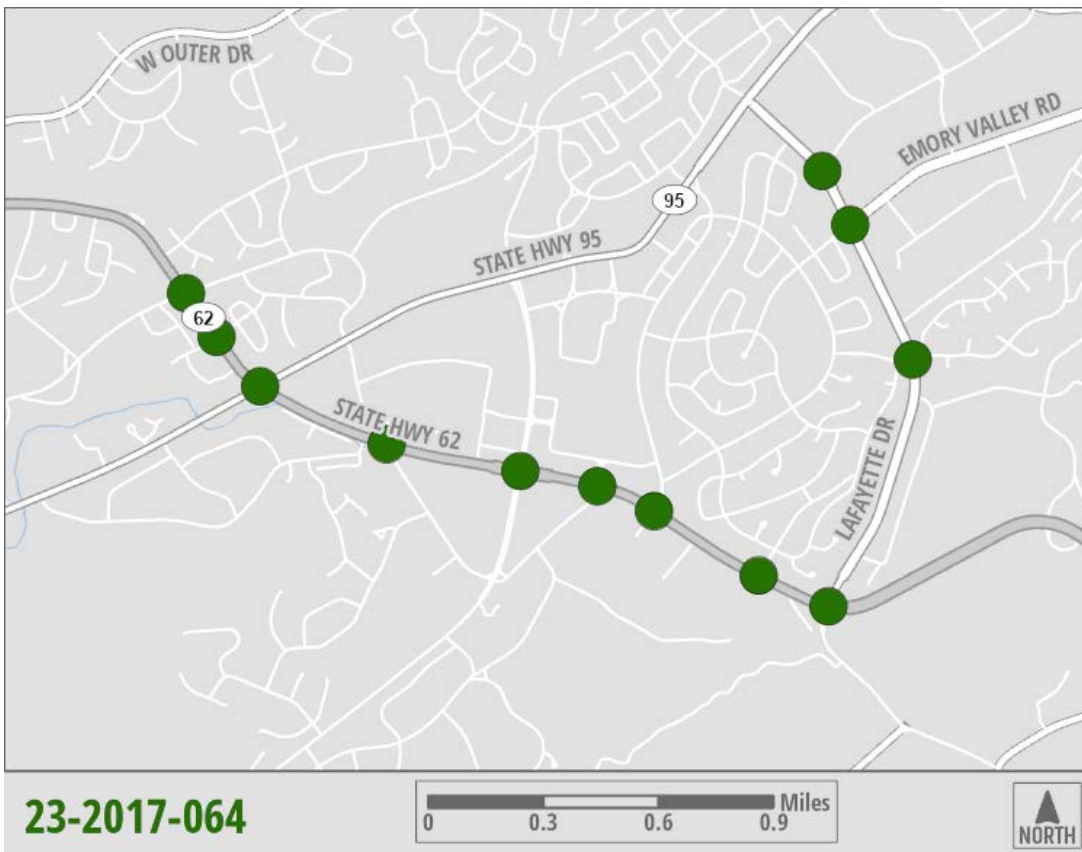 W OUTER DR
EMORY VALLEY RD
95
STATE HWY 95
62
STATE HWY 62
LAFAYETTE DR
23-2017-064
Miles
0 0.3 0.6 0.9
NORTH